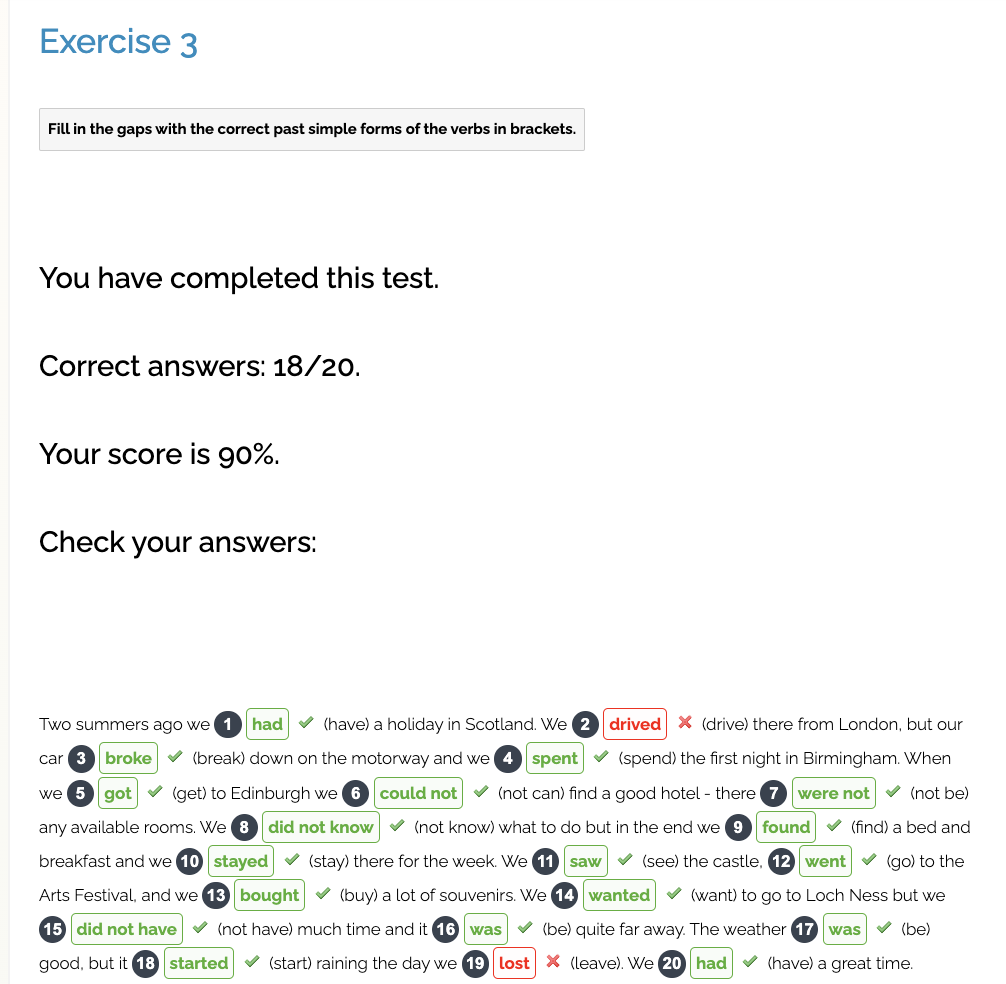 Exercise 3
Fill in the gaps with the correct past simple forms of the verbs in brackets.
You have completed this test.
Correct answers: 18/20.
Your score is 90%.
Check your answers:
Two summers ago we 1 had (have) a holiday in Scotland. We 2 drived (drive) there from London, but our
car 3 broke (break) down on the motorway and we 4 spent (spend) the first night in Birmingham. When
we 5 got (get) to Edinburgh we 6 could not (not can) find a good hotel - there 7 were not (not be)
any available rooms. We 8 did not know (not know) what to do but in the end we 9 found (find) a bed and
breakfast and we 10 stayed (stay) there for the week. We 11 saw (see) the castle, 12 went (go) to the
Arts Festival, and we 13 bought (buy) a lot of souvenirs. We 14 wanted (want) to go to Loch Ness but we
15 did not have (not have) much time and it 16 was (be) quite far away. The weather 17 was (be)
good, but it 18 started (start) raining the day we 19 lost (leave). We 20 had (have) a great time.